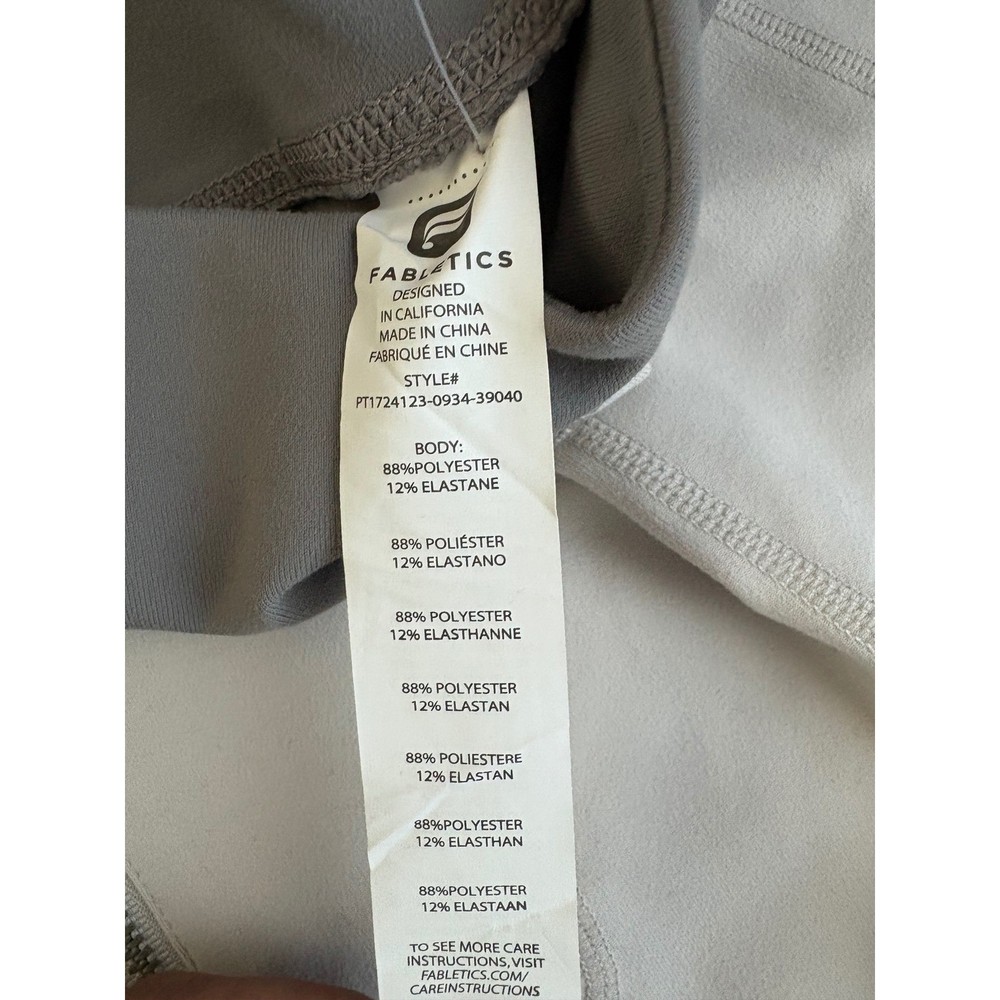 FABLETICS
DESIGNED
IN CALIFORNIA
MADE IN CHINA
FABRIQUÉ EN CHINE
STYLE#
PT1724123-0934-39040
BODY:
88%POLYESTER
12% ELASTANE
88% POLIÉSTER
12% ELASTANO
88% POLYESTER
12% ELASTHANNE
88% POLYESTER
12% ELASTAN
88% POLIESTERE
12% ELASTAN
88%POLYESTER
12% ELASTHAN
88%POLYESTER
12% ELASTAAN
TO SEE MORE CARE
INSTRUCTIONS,VISIT
FABLETICS.COM/
CAREINSTRUCTIONS